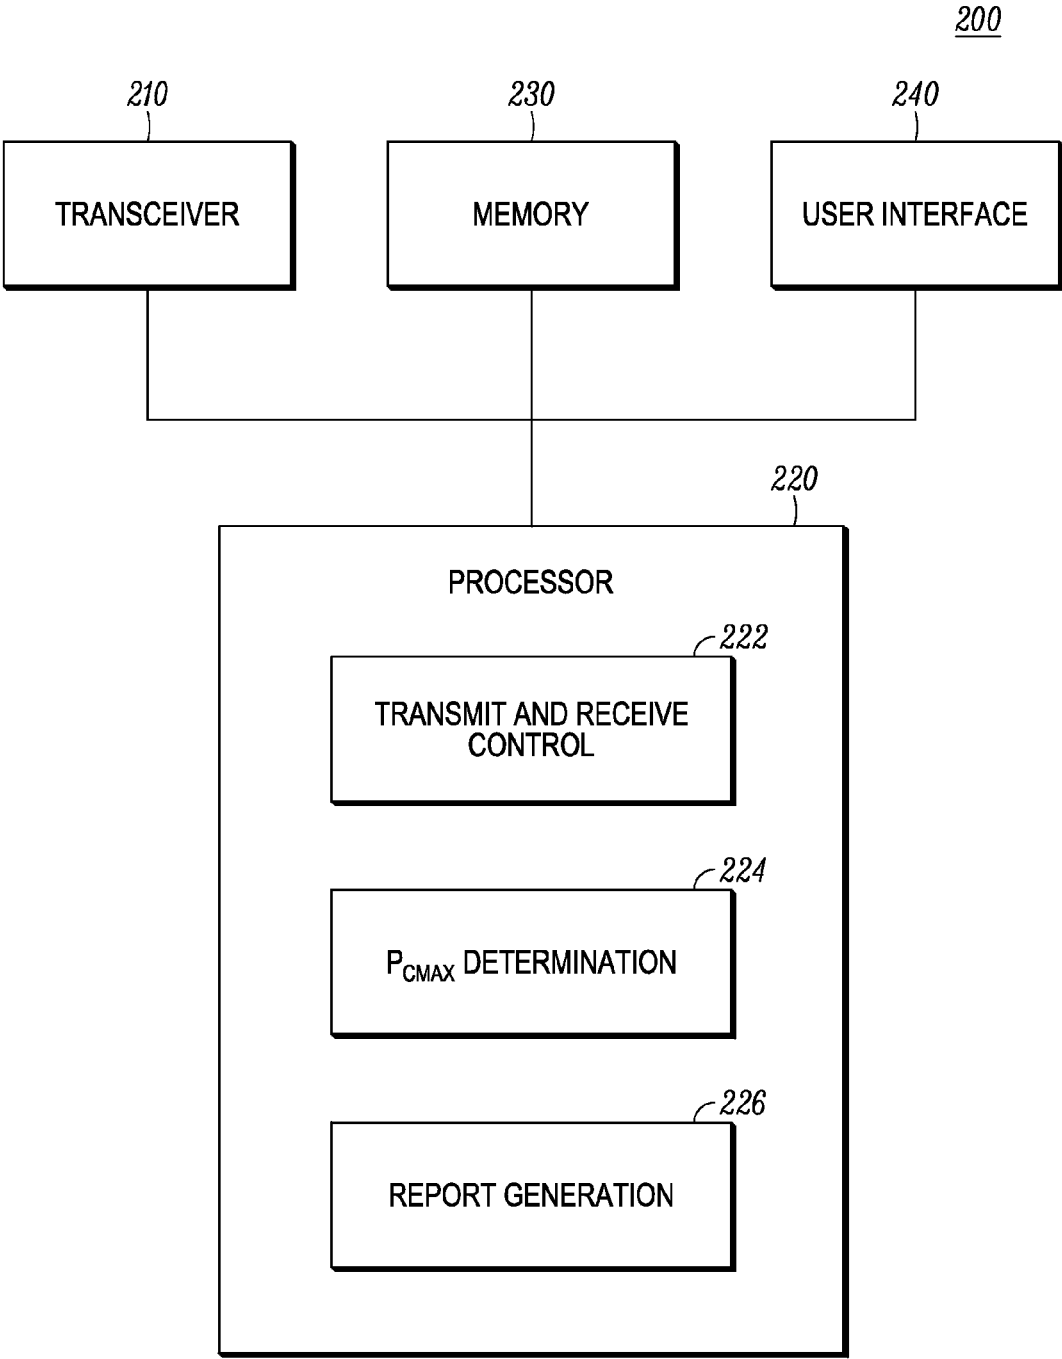 200
210
230
240
TRANSCEIVER
MEMORY
USER INTERFACE
220
PROCESSOR
222
TRANSMIT AND RECEIVE
CONTROL
224
PCMAX DETERMINATION
226
REPORT GENERATION